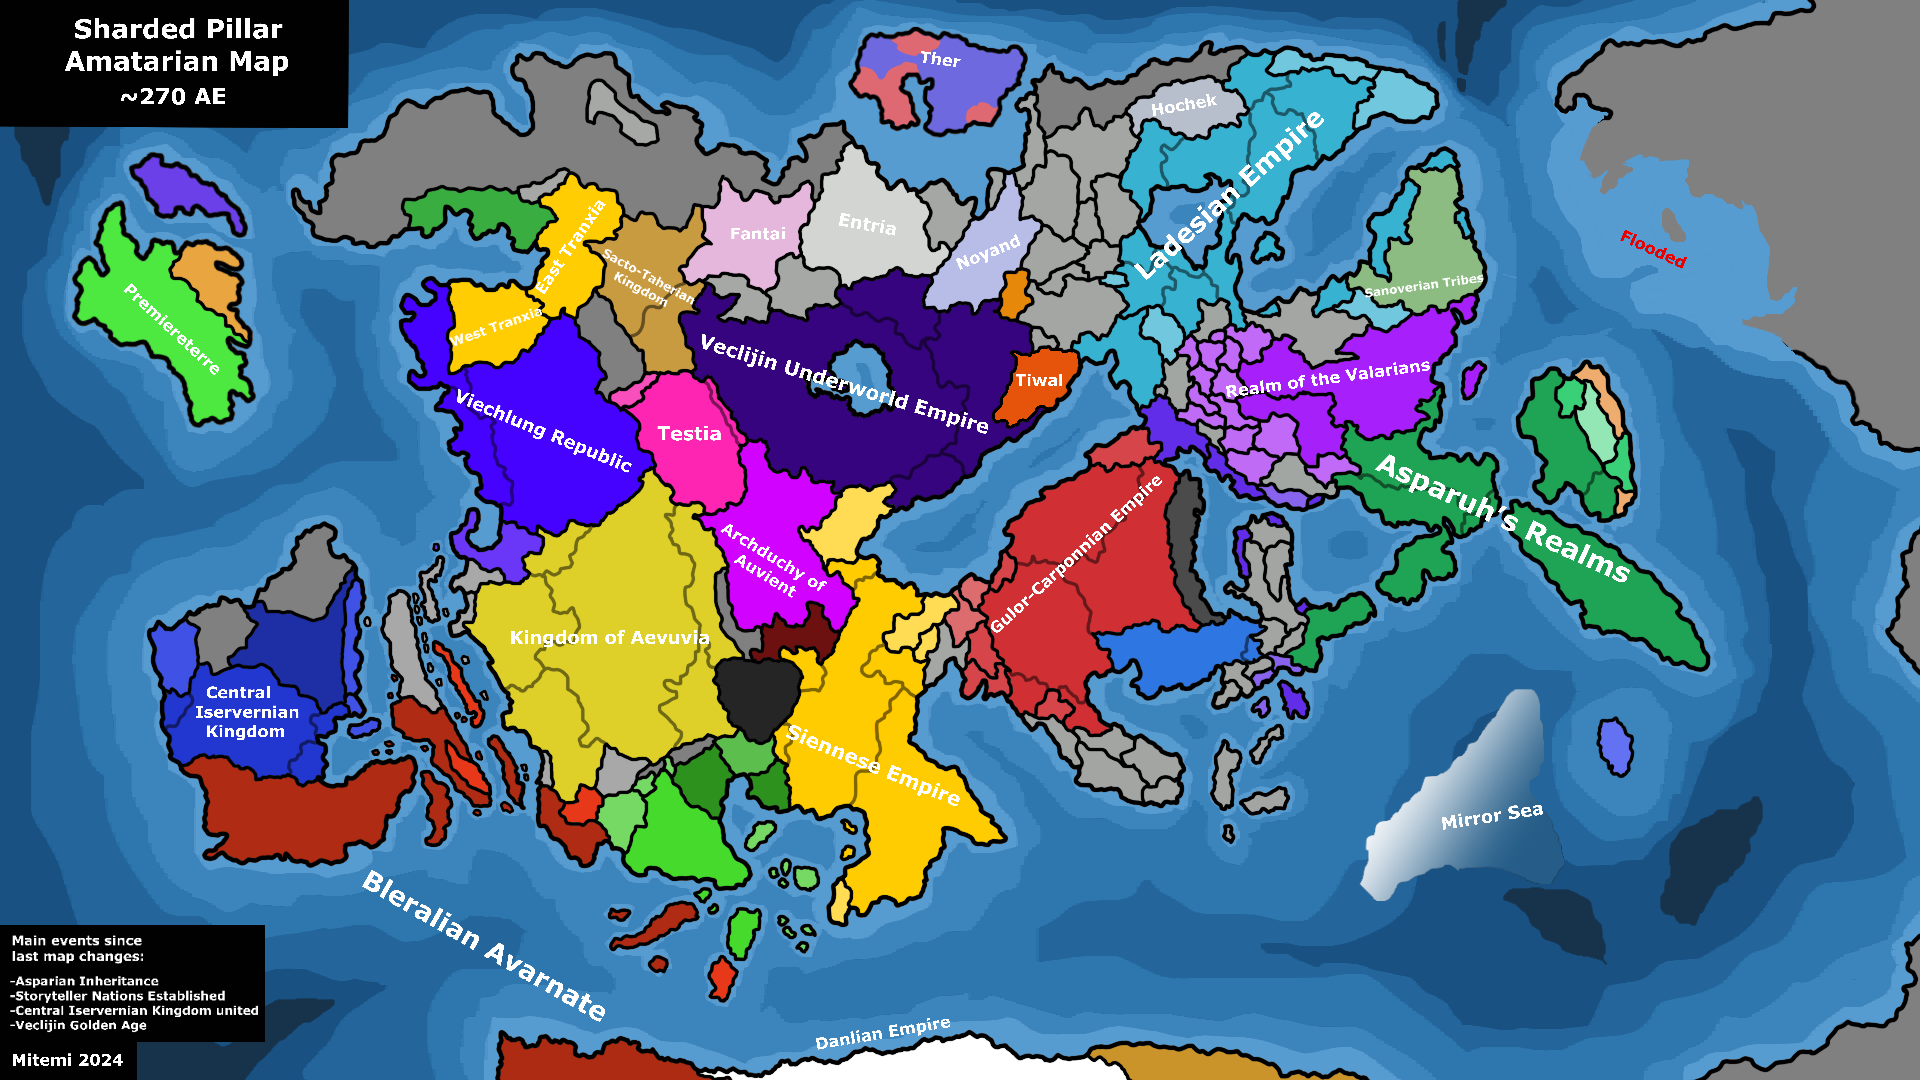 Sharded Pillar
Amatarian Map
~270 AE
Ther
Hochek
Ladesian Empire
Flooded
Sanoverian Tribes
Premiereterre
East Tranxia
West Tranxia
Sacto-Taherian
Kingdom
Fantai
Entria
Noyand
Veclijin Underworld Empire
Tiwal
Realm of the Valarians
Viechlung Republic
Testia
Asparuh's Realms
Archduchy of
Auvient
Gulor-Carponnian Empire
Kingdom of Aevuvia
Central
Iservernian
Kingdom
Siennese Empire
Mirror Sea
Bleralian Avarnate
Danlian Empire
Main events since
last map changes:
-Asparian Inheritance
-Storyteller Nations Established
-Central Iservernian Kingdom united
-Veclijin Golden Age
Mitemi 2024